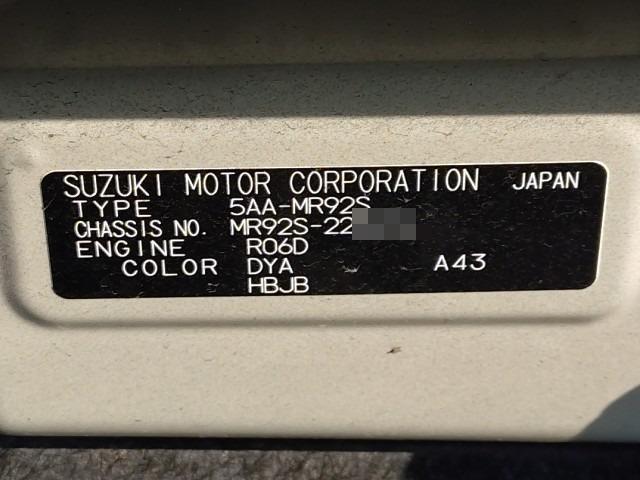 SUZUKI MOTOR CORPORATION JAPAN
TYPE 5AA-MR92S
CHASSIS NO. MR92S-22
ENGINE R06D
COLOR DYA A43
HBJB